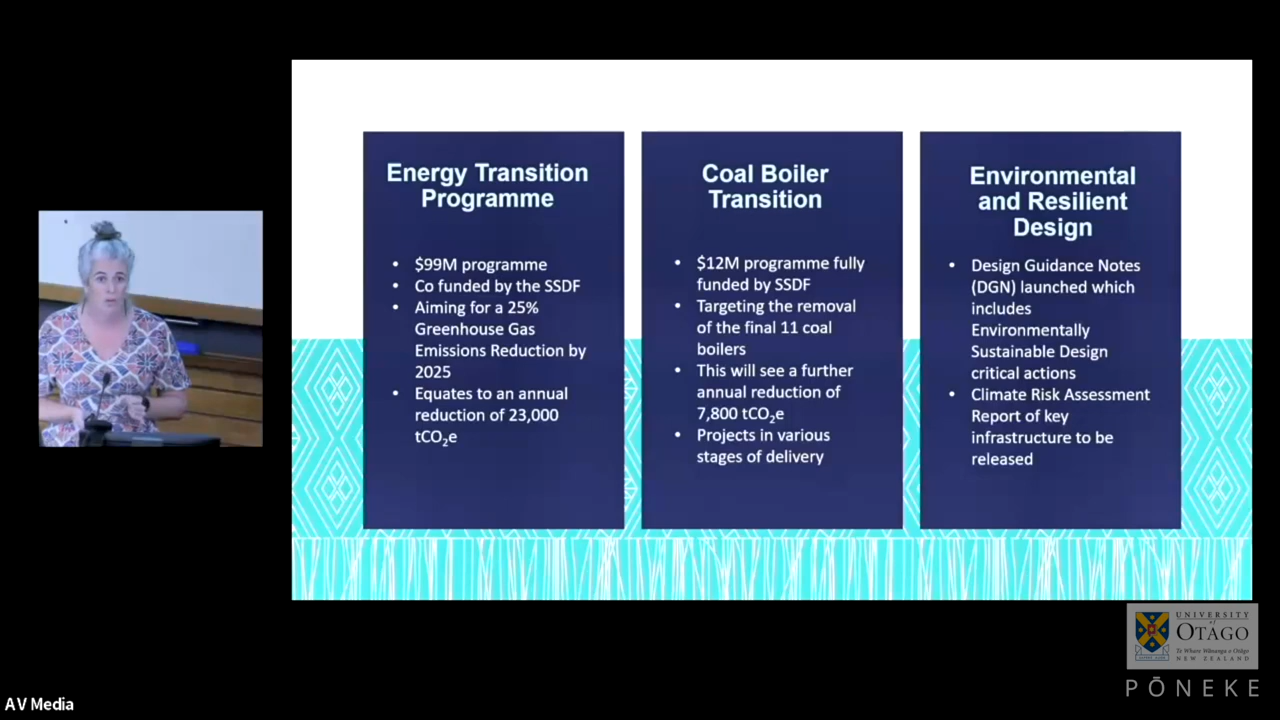 Energy Transition
Programme
• $99M programme
• Co funded by the SSDF
• Aiming for a 25%
Greenhouse Gas
Emissions Reduction by
2025
• Equates to an annual
reduction of 23,000
tCO₂e
Coal Boiler
Transition
• $12M programme fully
funded by SSDF
• Targeting the removal
of the final 11 coal
boilers
• This will see a further
annual reduction of
7,800 tCO₂e
• Projects in various
stages of delivery
Environmental
and Resilient
Design
• Design Guidance Notes
(DGN) launched which
includes
Environmentally
Sustainable Design
critical actions
• Climate Risk Assessment
Report of key
infrastructure to be
released
UNIVERSITY
of
OTAGO
Te Whare Wānanga o Otāgo
NEW ZEALAND
PŌNEKE
AV Media